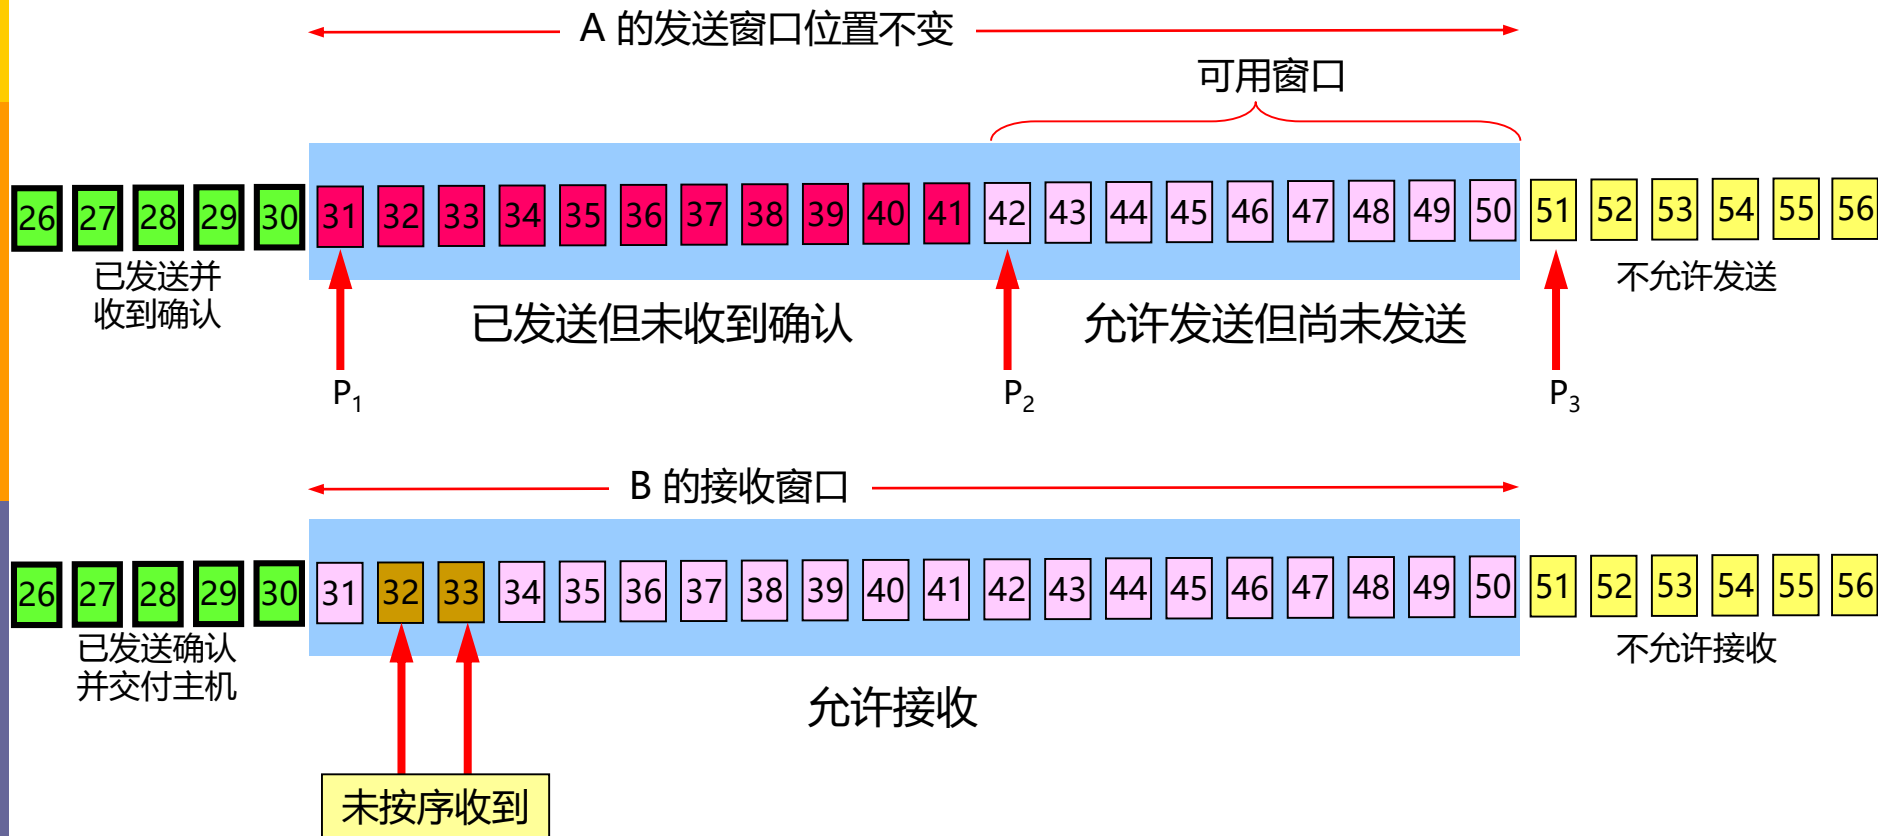 A 的发送窗口位置不变
可用窗口
26 27 28 29 30 31 32 33 34 35 36 37 38 39 40 41 42 43 44 45 46 47 48 49 50 51 52 53 54 55 56
已发送并
收到确认
已发送但未收到确认
允许发送但尚未发送
不允许发送
P1 P2 P3
B 的接收窗口
26 27 28 29 30 31 32 33 34 35 36 37 38 39 40 41 42 43 44 45 46 47 48 49 50 51 52 53 54 55 56
已发送确认
并交付主机
允许接收
不允许接收
未按序收到